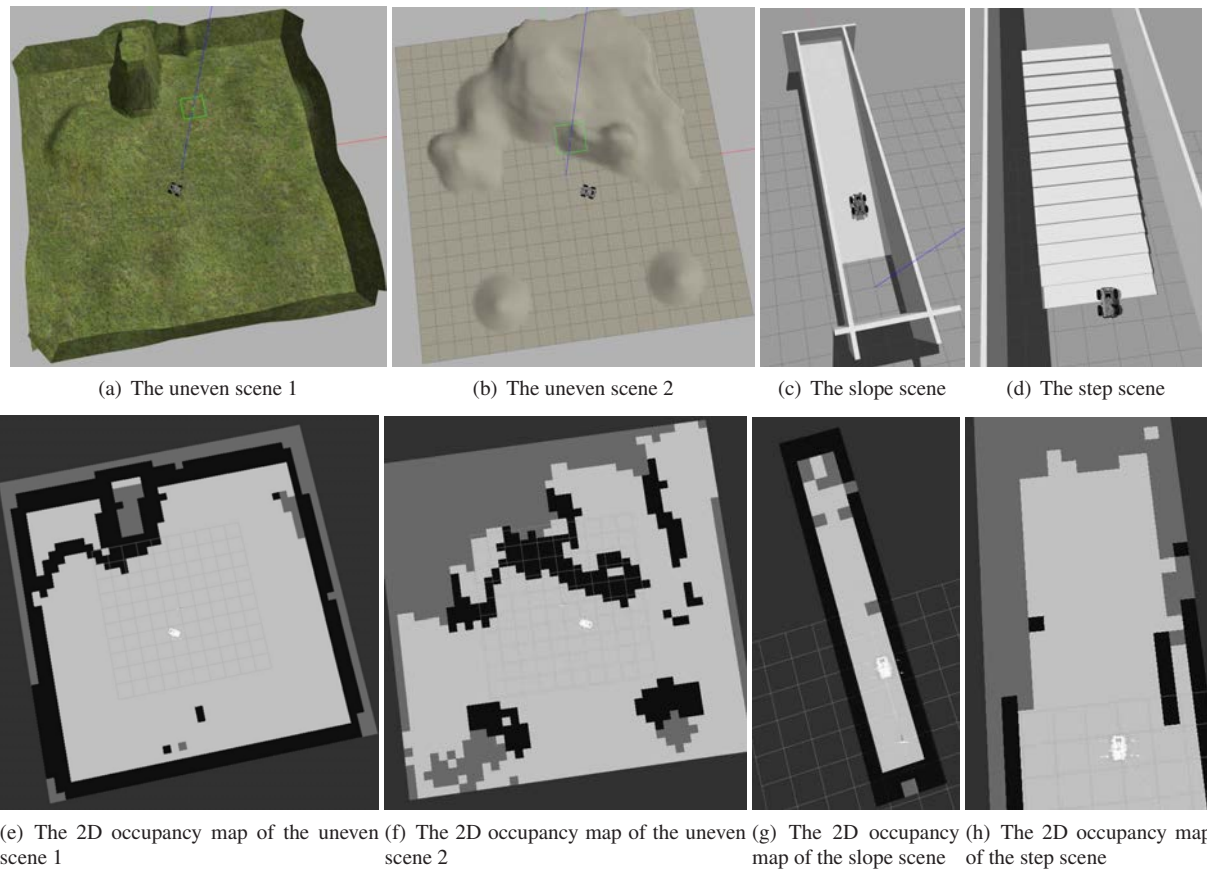 (a) The uneven scene 1
(b) The uneven scene 2
(c) The slope scene
(d) The step scene
(e) The 2D occupancy map of the uneven
scene 1
(f) The 2D occupancy map of the uneven
scene 2
(g) The 2D occupancy
map of the slope scene
(h) The 2D occupancy map
of the step scene